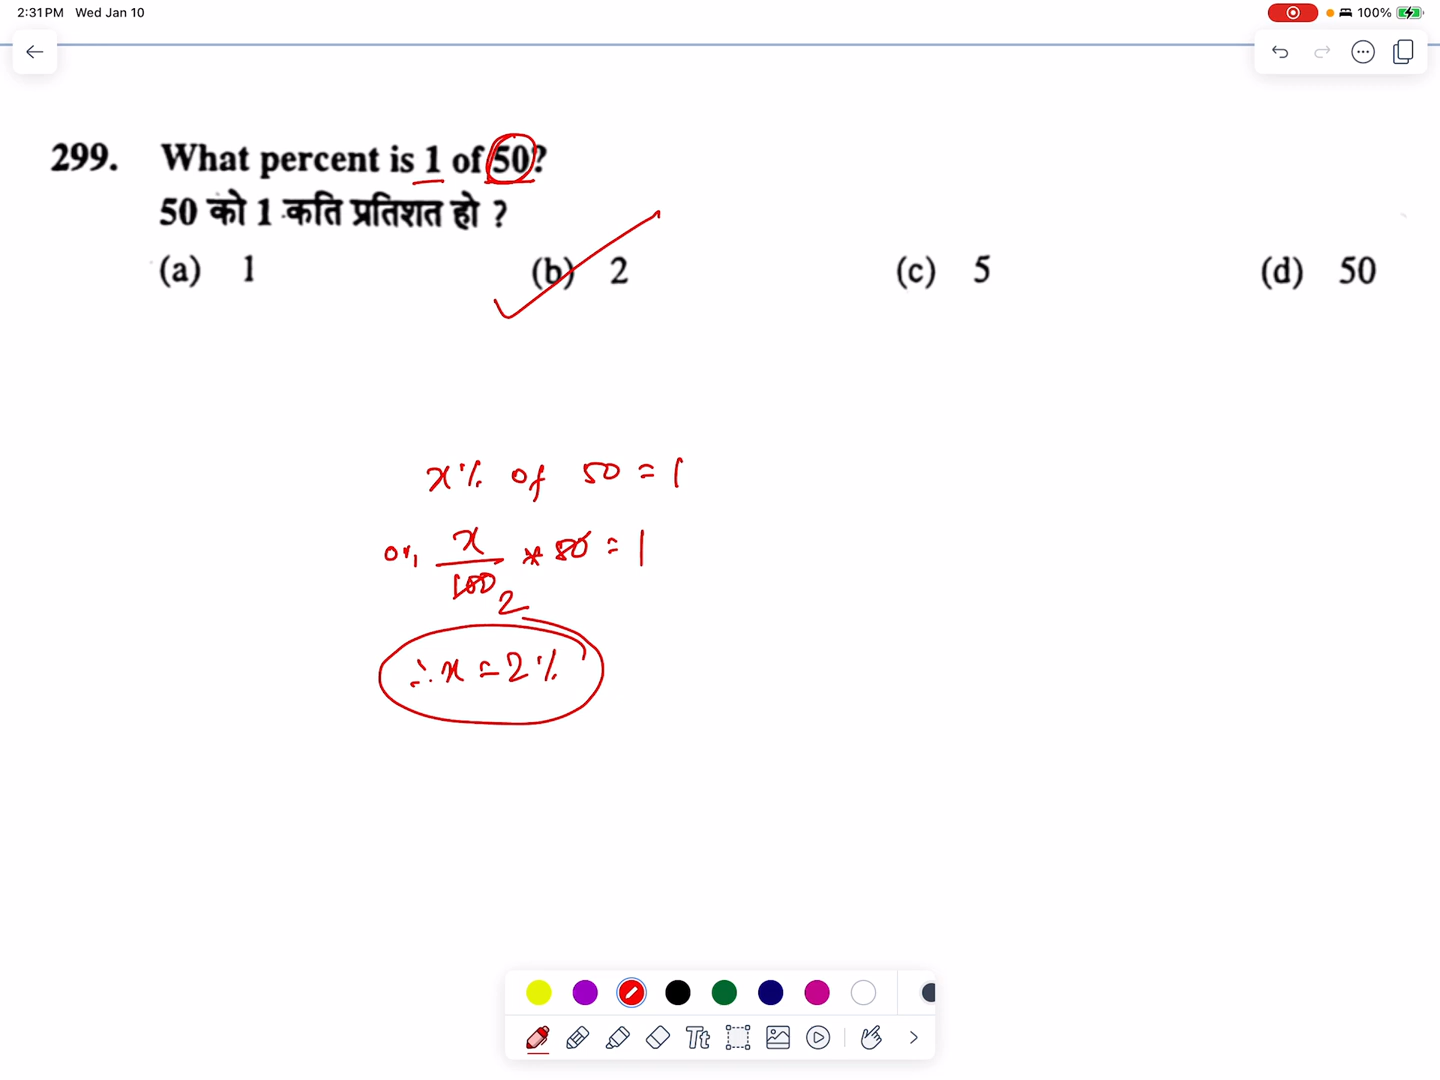 2:31 PM Wed Jan 10
100%
299. What percent is 1 of 50?
50 को 1 कति प्रतिशत हो ?
(a) 1 (b) 2 (c) 5 (d) 50
x% of 50 = 1
or, x/100 * 50 = 1
2
∴ x = 2%
Tt